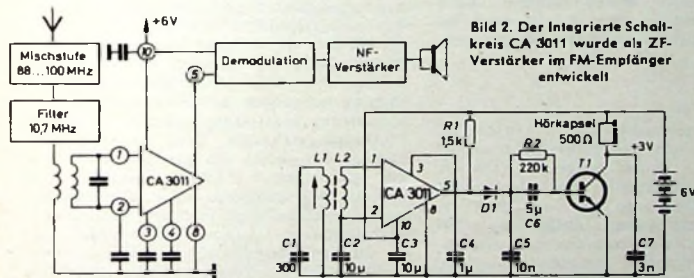 +6V
Mischstufe
88...100 MHz
10
5
Demodulation
NF-
Verstärker
Bild 2. Der Integrierte Schalt-
kreis CA 3011 wurde als ZF-
Verstärker im FM-Empfänger
entwickelt
Filter
10,7 MHz
1
2
CA 3011
3
4
8
L1
L2
1
2
3
CA 3011
5
10
8
R1
1,5k
D1
R2
220k
5µ
C6
Hörkapsel
500Ω
+3V
T1
6V
C1
300
C2
10µ
C3
10µ
C4
1µ
C5
10n
C7
3n